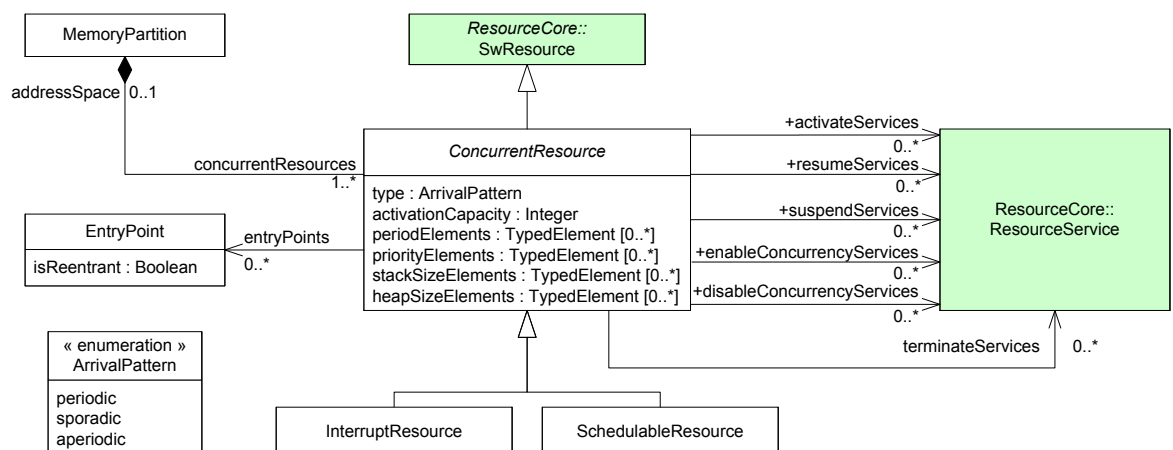 MemoryPartition
addressSpace 0..1
concurrentResources
1..*
ResourceCore::
SwResource
ConcurrentResource
type : ArrivalPattern
activationCapacity : Integer
periodElements : TypedElement [0..*]
priorityElements : TypedElement [0..*]
stackSizeElements : TypedElement [0..*]
heapSizeElements : TypedElement [0..*]
EntryPoint
isReentrant : Boolean
entryPoints
0..*
+activateServices
0..*
+resumeServices
0..*
+suspendServices
0..*
+enableConcurrencyServices
0..*
+disableConcurrencyServices
0..*
terminateServices 0..*
ResourceCore::
ResourceService
« enumeration »
ArrivalPattern
periodic
sporadic
aperiodic
InterruptResource
SchedulableResource